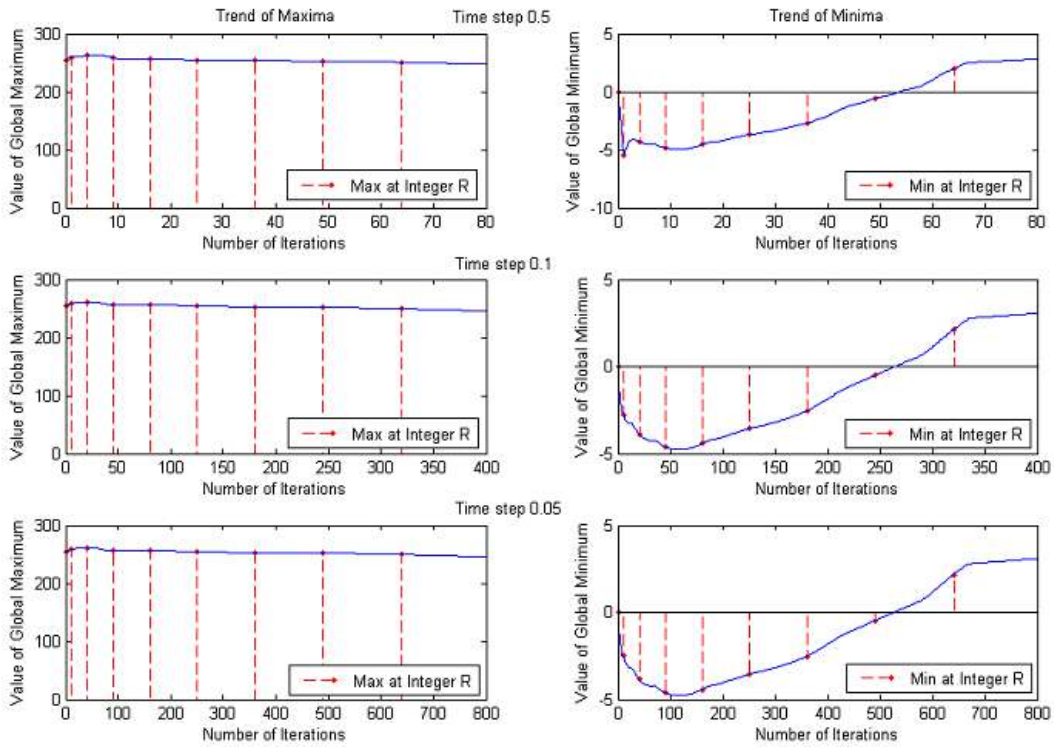 Trend of Maxima
Time step 0.5
Trend of Minima
Value of Global Maximum
300
200
100
0
Max at Integer R
0 10 20 30 40 50 60 70 80
Number of Iterations
Value of Global Minimum
5
0
-5
-10
Min at Integer R
0 10 20 30 40 50 60 70 80
Number of Iterations
Time step 0.1
Value of Global Maximum
300
200
100
0
Max at Integer R
0 50 100 150 200 250 300 350 400
Number of Iterations
Value of Global Minimum
5
0
-5
Min at Integer R
0 50 100 150 200 250 300 350 400
Number of Iterations
Time step 0.05
Value of Global Maximum
300
200
100
0
Max at Integer R
0 100 200 300 400 500 600 700 800
Number of Iterations
Value of Global Minimum
5
0
-5
Min at Integer R
0 100 200 300 400 500 600 700 800
Number of Iterations